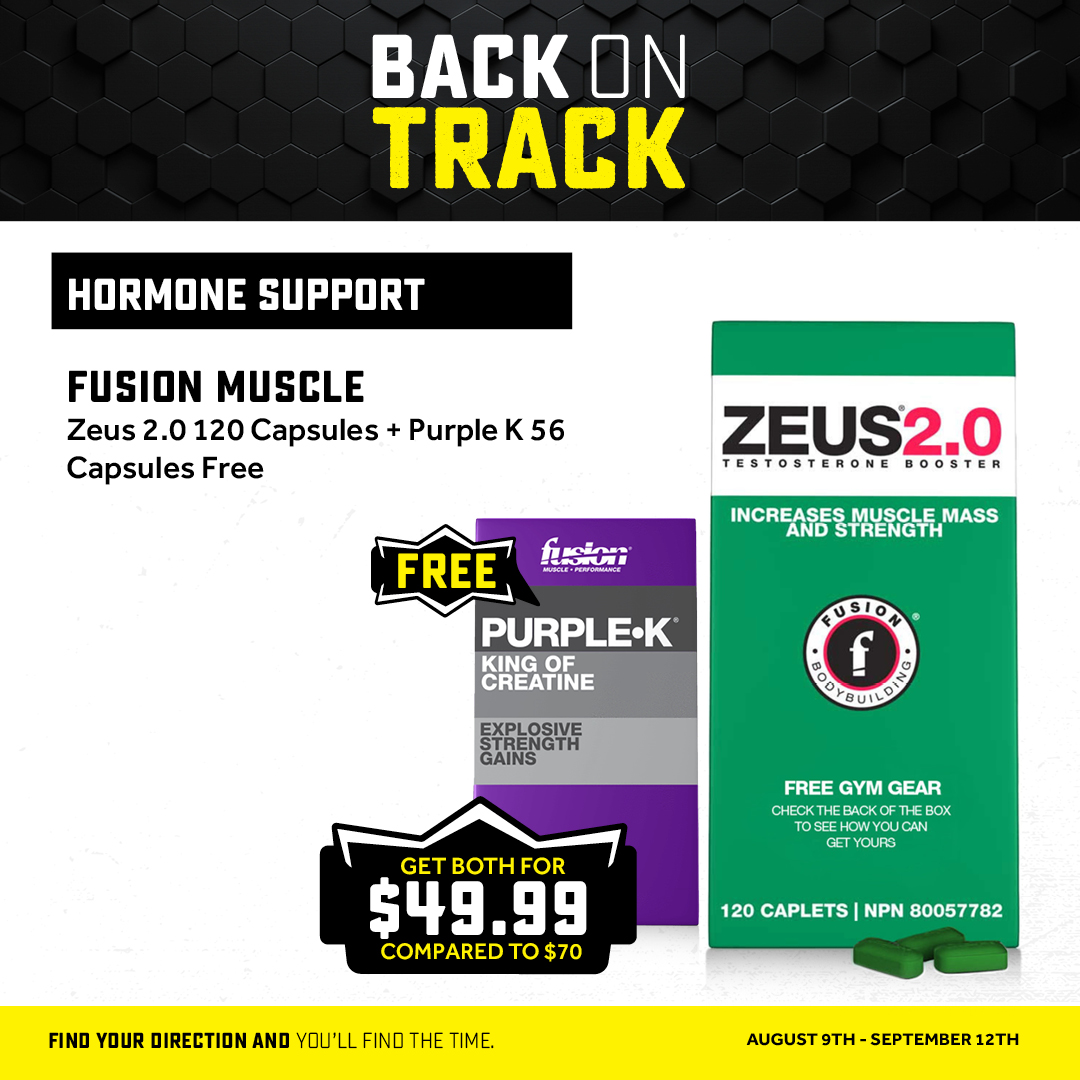 BACK ON
TRACK
HORMONE SUPPORT
FUSION MUSCLE
Zeus 2.0 120 Capsules + Purple K 56
Capsules Free
FREE
fusion®
MUSCLE • PERFORMANCE
PURPLE•K®
KING OF
CREATINE
EXPLOSIVE
STRENGTH
GAINS
GET BOTH FOR
$49.99
COMPARED TO $70
ZEUS®2.0
TESTOSTERONE BOOSTER
INCREASES MUSCLE MASS
AND STRENGTH
FUSION ®
f
• BODYBUILDING •
FREE GYM GEAR
CHECK THE BACK OF THE BOX
TO SEE HOW YOU CAN
GET YOURS
120 CAPLETS | NPN 80057782
FIND YOUR DIRECTION AND YOU'LL FIND THE TIME.
AUGUST 9TH - SEPTEMBER 12TH